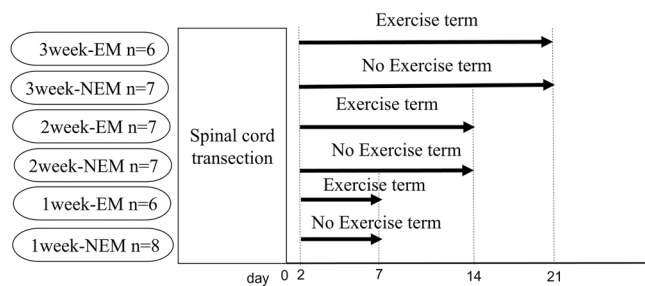 Exercise term
3week-EM n=6
No Exercise term
3week-NEM n=7
Exercise term
2week-EM n=7
Spinal cord
transection
No Exercise term
2week-NEM n=7
Exercise term
1week-EM n=6
No Exercise term
1week-NEM n=8
day 0 2 7 14 21